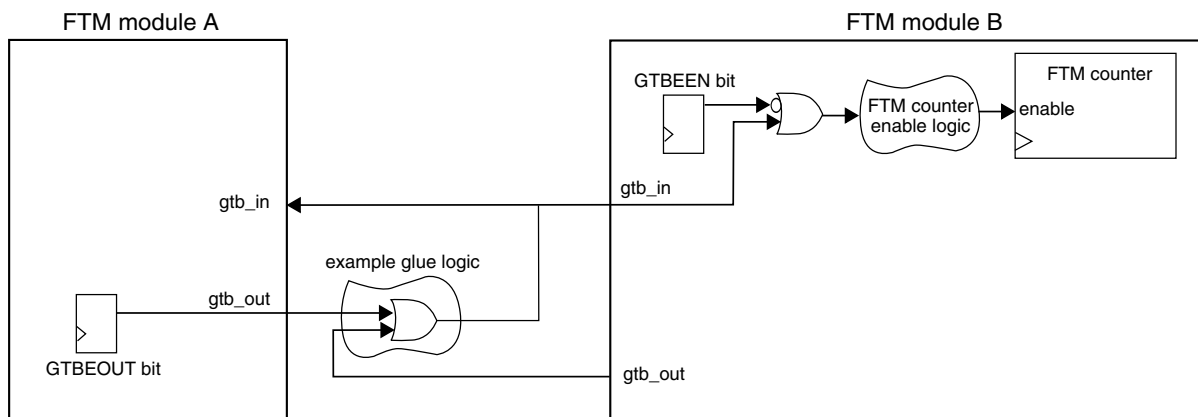 FTM module A
FTM module B
GTBEEN bit
FTM counter
enable logic
FTM counter
enable
gtb_in
gtb_in
example glue logic
gtb_out
GTBEOUT bit
gtb_out